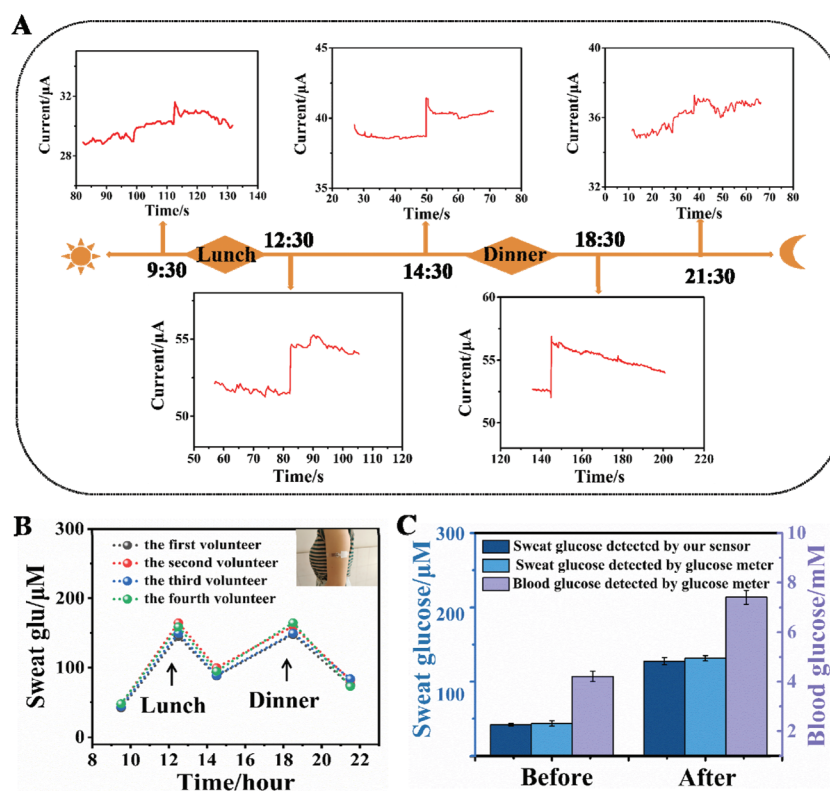 A
Current/μA
32
30
28
80 90 100 110 120 130 140
Time/s
Current/μA
45
40
35
20 30 40 50 60 70 80
Time/s
Current/μA
40
36
32
0 10 20 30 40 50 60 70 80
Time/s
9:30
Lunch
12:30
14:30
Dinner
18:30
21:30
Current/μA
55
50
50 60 70 80 90 100 110 120
Time/s
Current/μA
60
55
50
120 140 160 180 200 220
Time/s
B
Sweat glu/μM
300
200
100
0
the first volunteer
the second volunteer
the third volunteer
the fourth volunteer
Lunch
Dinner
8 10 12 14 16 18 20 22
Time/hour
C
Sweat glucose/μM
300
200
100
Sweat glucose detected by our sensor
Sweat glucose detected by glucose meter
Blood glucose detected by glucose meter
10
8
6
4
2
Blood glucose/mM
Before After